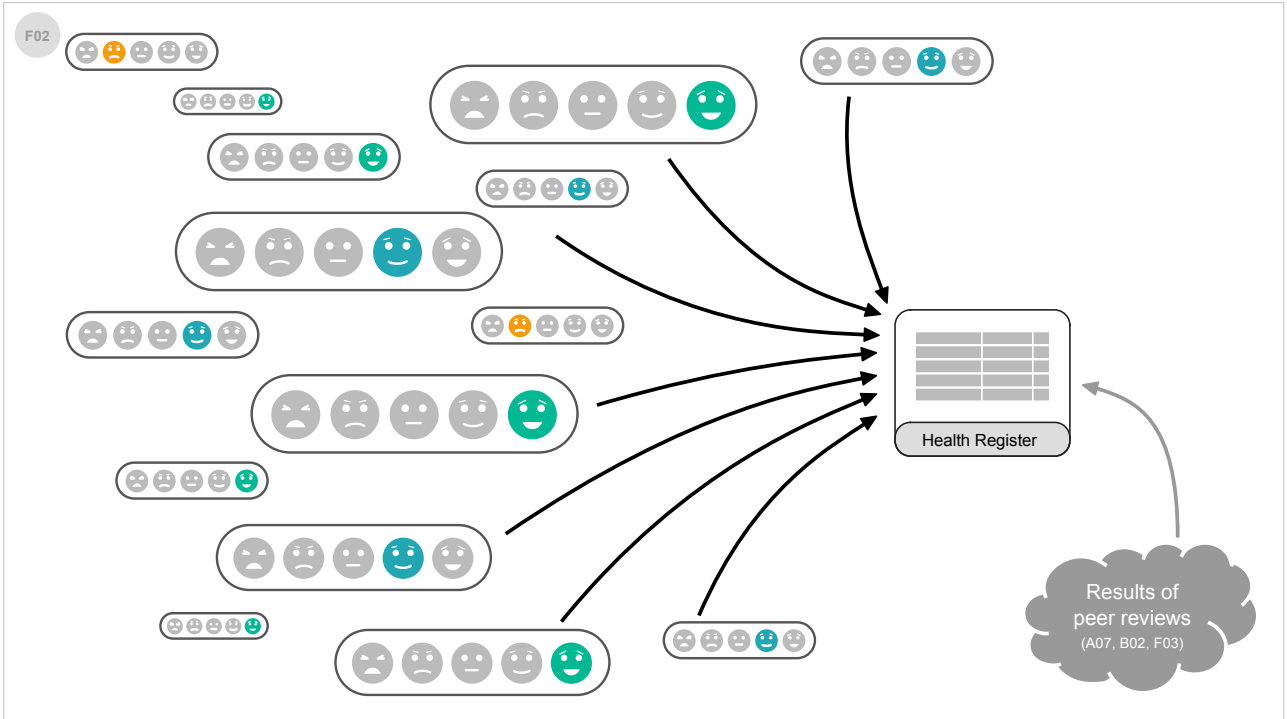 F02
Health Register
Results of
peer reviews
(A07, B02, F03)